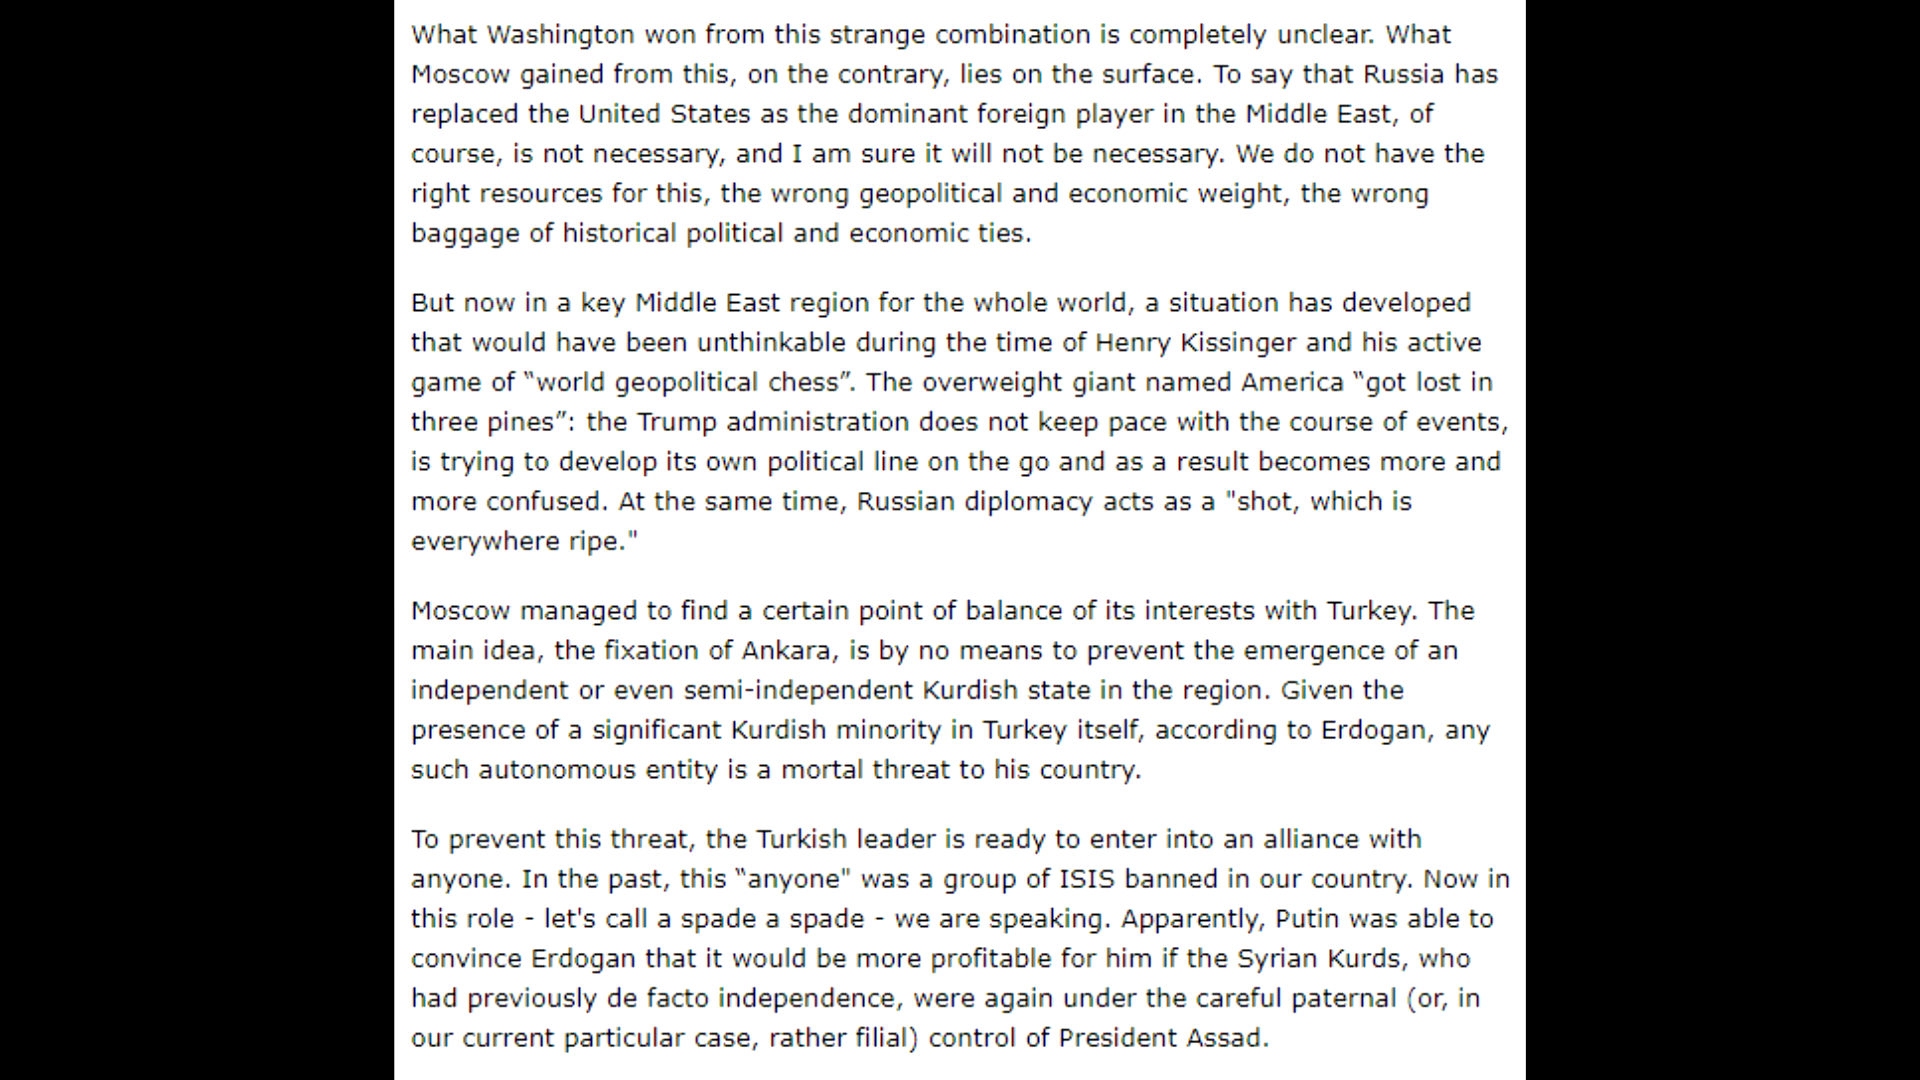 What Washington won from this strange combination is completely unclear. What
Moscow gained from this, on the contrary, lies on the surface. To say that Russia has
replaced the United States as the dominant foreign player in the Middle East, of
course, is not necessary, and I am sure it will not be necessary. We do not have the
right resources for this, the wrong geopolitical and economic weight, the wrong
baggage of historical political and economic ties.
But now in a key Middle East region for the whole world, a situation has developed
that would have been unthinkable during the time of Henry Kissinger and his active
game of “world geopolitical chess”. The overweight giant named America “got lost in
three pines”: the Trump administration does not keep pace with the course of events,
is trying to develop its own political line on the go and as a result becomes more and
more confused. At the same time, Russian diplomacy acts as a "shot, which is
everywhere ripe."
Moscow managed to find a certain point of balance of its interests with Turkey. The
main idea, the fixation of Ankara, is by no means to prevent the emergence of an
independent or even semi-independent Kurdish state in the region. Given the
presence of a significant Kurdish minority in Turkey itself, according to Erdogan, any
such autonomous entity is a mortal threat to his country.
To prevent this threat, the Turkish leader is ready to enter into an alliance with
anyone. In the past, this “anyone" was a group of ISIS banned in our country. Now in
this role - let's call a spade a spade - we are speaking. Apparently, Putin was able to
convince Erdogan that it would be more profitable for him if the Syrian Kurds, who
had previously de facto independence, were again under the careful paternal (or, in
our current particular case, rather filial) control of President Assad.